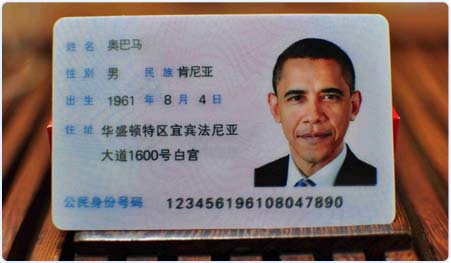 姓名 奥巴马
性别 男 民族 肯尼亚
出生 1961 年 8 月 4 日
住址 华盛顿特区宜宾法尼亚
大道1600号白宫
公民身份号码 123456196108047890